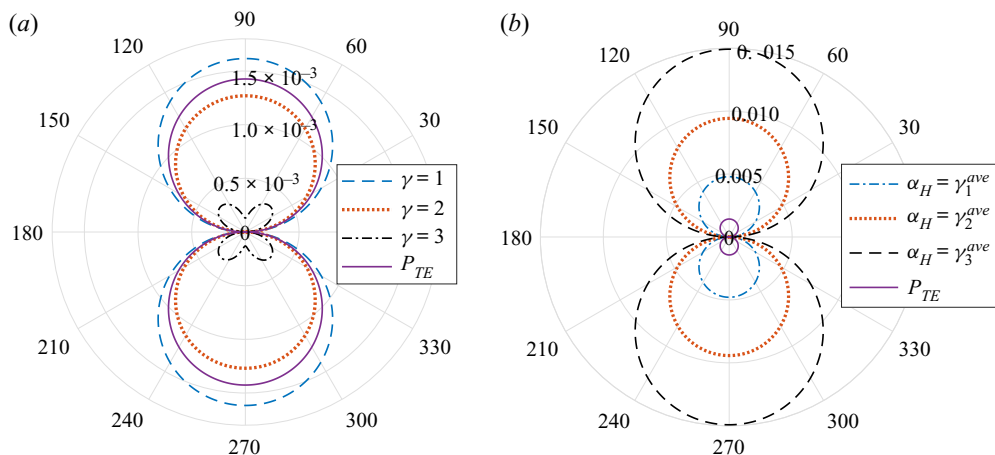 (a)
90
120
60
1.5 × 10⁻³
150
1.0 × 10⁻³
30
0.5 × 10⁻³
180
0
γ = 1
γ = 2
γ = 3
P_TE
210
330
240
300
270
(b)
90
0. 015
120
60
0.010
150
30
0.005
180
0
α_H = γ₁^ave
α_H = γ₂^ave
α_H = γ₃^ave
P_TE
210
330
240
300
270